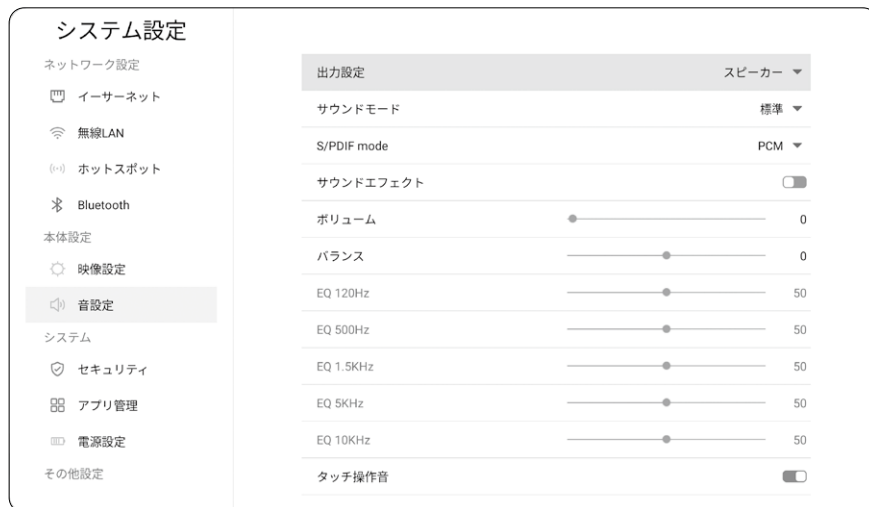 システム設定
ネットワーク設定
イーサーネット
無線LAN
ホットスポット
Bluetooth
本体設定
映像設定
音設定
システム
セキュリティ
アプリ管理
電源設定
その他設定
出力設定 スピーカー
サウンドモード 標準
S/PDIF mode PCM
サウンドエフェクト
ボリューム 0
バランス 0
EQ 120Hz 50
EQ 500Hz 50
EQ 1.5KHz 50
EQ 5KHz 50
EQ 10KHz 50
タッチ操作音